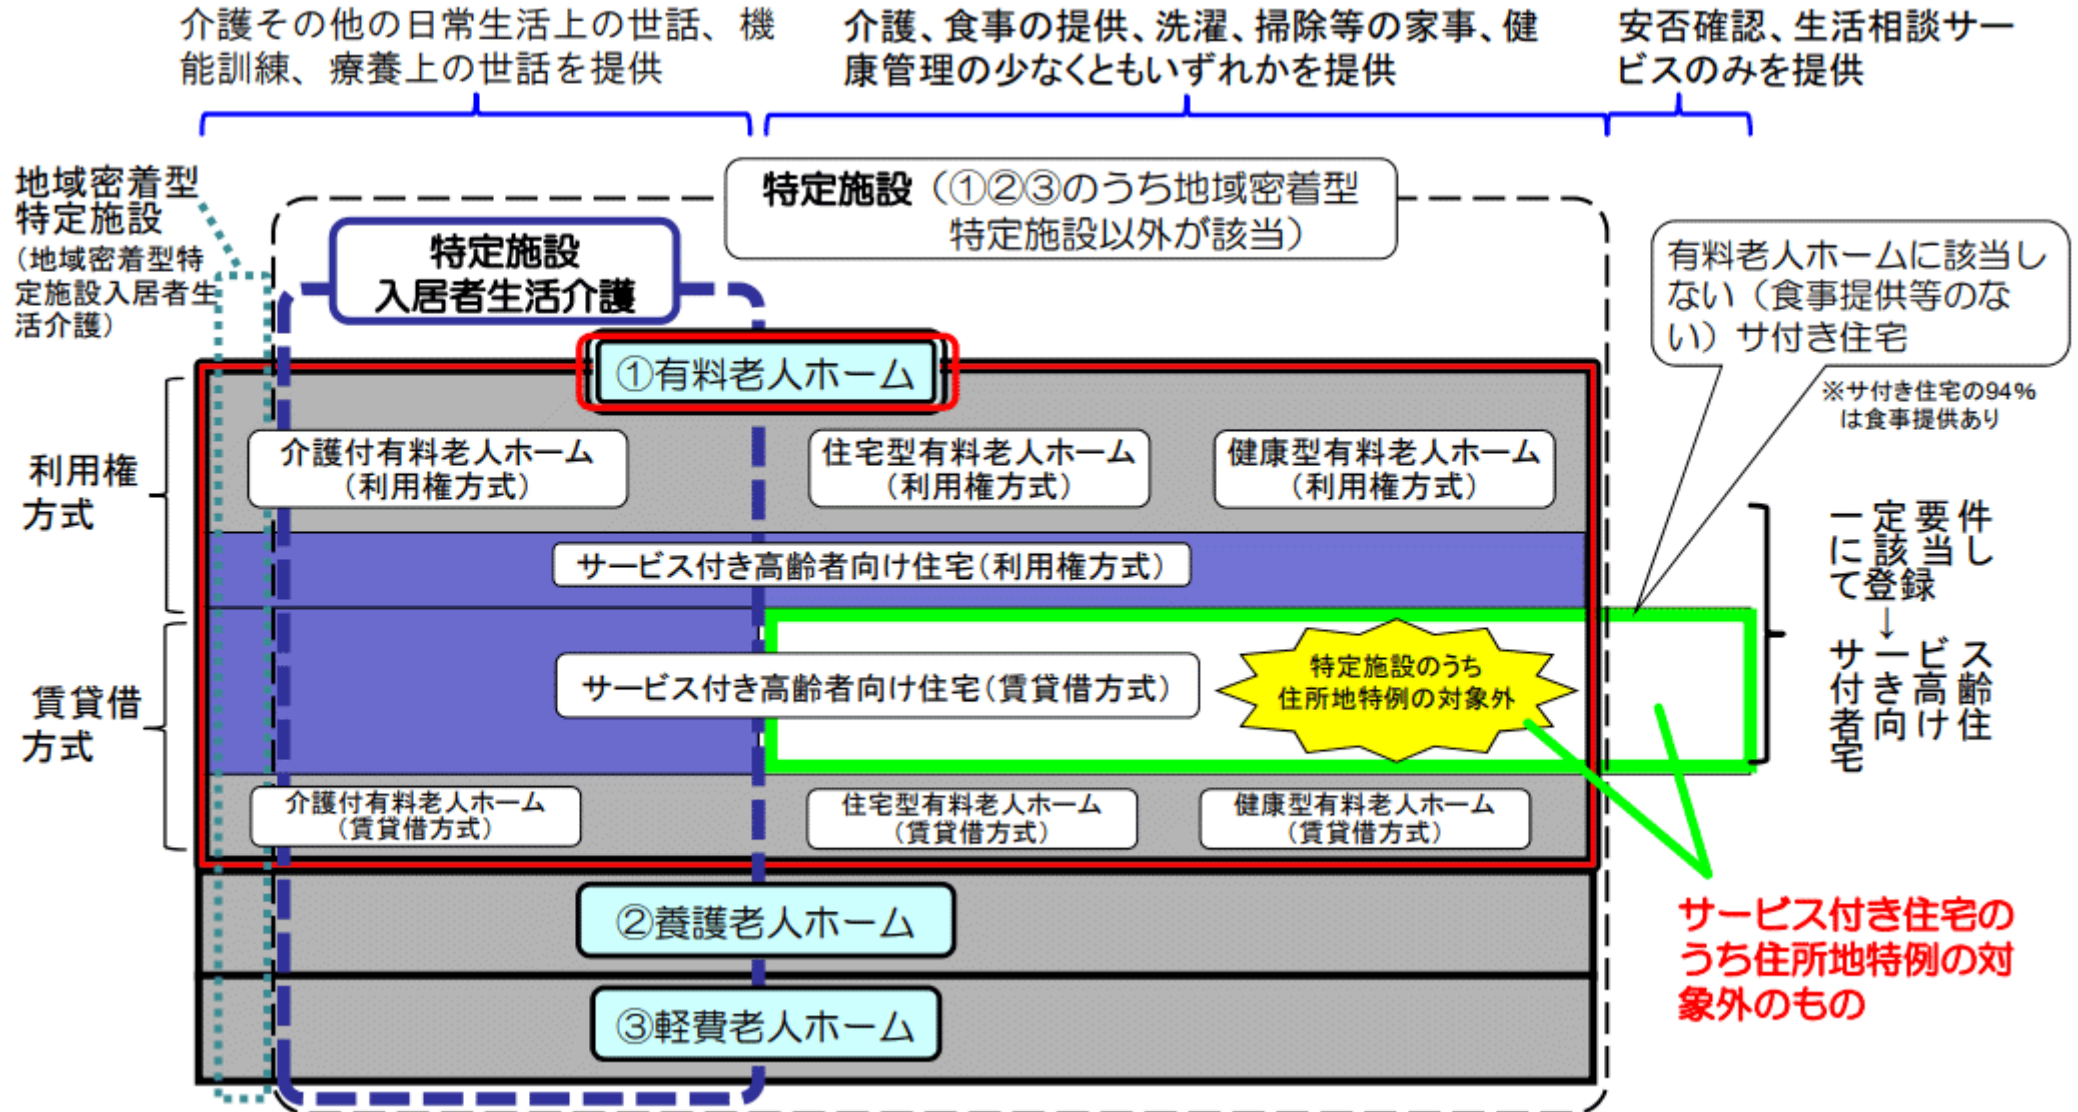 介護その他の日常生活上の世話、機
能訓練、療養上の世話を提供
介護、食事の提供、洗濯、掃除等の家事、健
康管理の少なくともいずれかを提供
安否確認、生活相談サー
ビスのみを提供
地域密着型
特定施設
（地域密着型特
定施設入居者生
活介護）
特定施設（①②③のうち地域密着型
特定施設以外が該当）
特定施設
入居者生活介護
有料老人ホームに該当し
ない（食事提供等のな
い）サ付き住宅
※サ付き住宅の94%
は食事提供あり
①有料老人ホーム
利用権
方式
介護付有料老人ホーム
（利用権方式）
住宅型有料老人ホーム
（利用権方式）
健康型有料老人ホーム
（利用権方式）
サービス付き高齢者向け住宅（利用権方式）
賃貸借
方式
サービス付き高齢者向け住宅（賃貸借方式）
特定施設のうち
住所地特例の対象外
介護付有料老人ホーム
（賃貸借方式）
住宅型有料老人ホーム
（賃貸借方式）
健康型有料老人ホーム
（賃貸借方式）
一定要件
に該当し
て登録
↓
サービス
付き高齢
者向け住
宅
②養護老人ホーム
③軽費老人ホーム
サービス付き住宅の
うち住所地特例の対
象外のもの